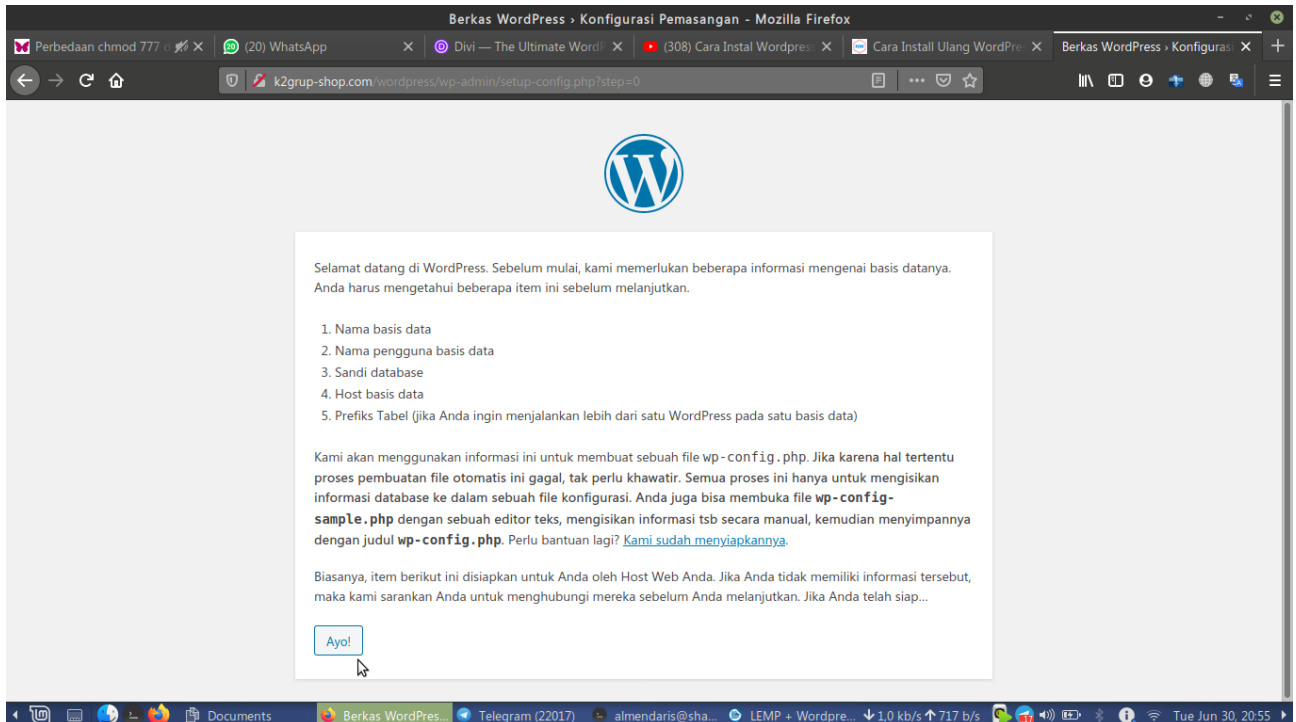 Berkas WordPress › Konfigurasi Pemasangan - Mozilla Firefox
Perbedaan chmod 777 d
(20) WhatsApp
Divi — The Ultimate WordP
(308) Cara Instal Wordpres
Cara Install Ulang WordPre
Berkas WordPress › Konfiguras
k2grup-shop.com/wordpress/wp-admin/setup-config.php?step=0
Selamat datang di WordPress. Sebelum mulai, kami memerlukan beberapa informasi mengenai basis datanya.
Anda harus mengetahui beberapa item ini sebelum melanjutkan.
1. Nama basis data
2. Nama pengguna basis data
3. Sandi database
4. Host basis data
5. Prefiks Tabel (jika Anda ingin menjalankan lebih dari satu WordPress pada satu basis data)
Kami akan menggunakan informasi ini untuk membuat sebuah file wp-config.php. Jika karena hal tertentu
proses pembuatan file otomatis ini gagal, tak perlu khawatir. Semua proses ini hanya untuk mengisikan
informasi database ke dalam sebuah file konfigurasi. Anda juga bisa membuka file wp-config-
sample.php dengan sebuah editor teks, mengisikan informasi tsb secara manual, kemudian menyimpannya
dengan judul wp-config.php. Perlu bantuan lagi? Kami sudah menyiapkannya.
Biasanya, item berikut ini disiapkan untuk Anda oleh Host Web Anda. Jika Anda tidak memiliki informasi tersebut,
maka kami sarankan Anda untuk menghubungi mereka sebelum Anda melanjutkan. Jika Anda telah siap...
Ayo!
Documents
Berkas WordPres...
Telegram (22017)
almendaris@sha...
LEMP + Wordpre...
1,0 kb/s 717 b/s
Tue Jun 30, 20:55